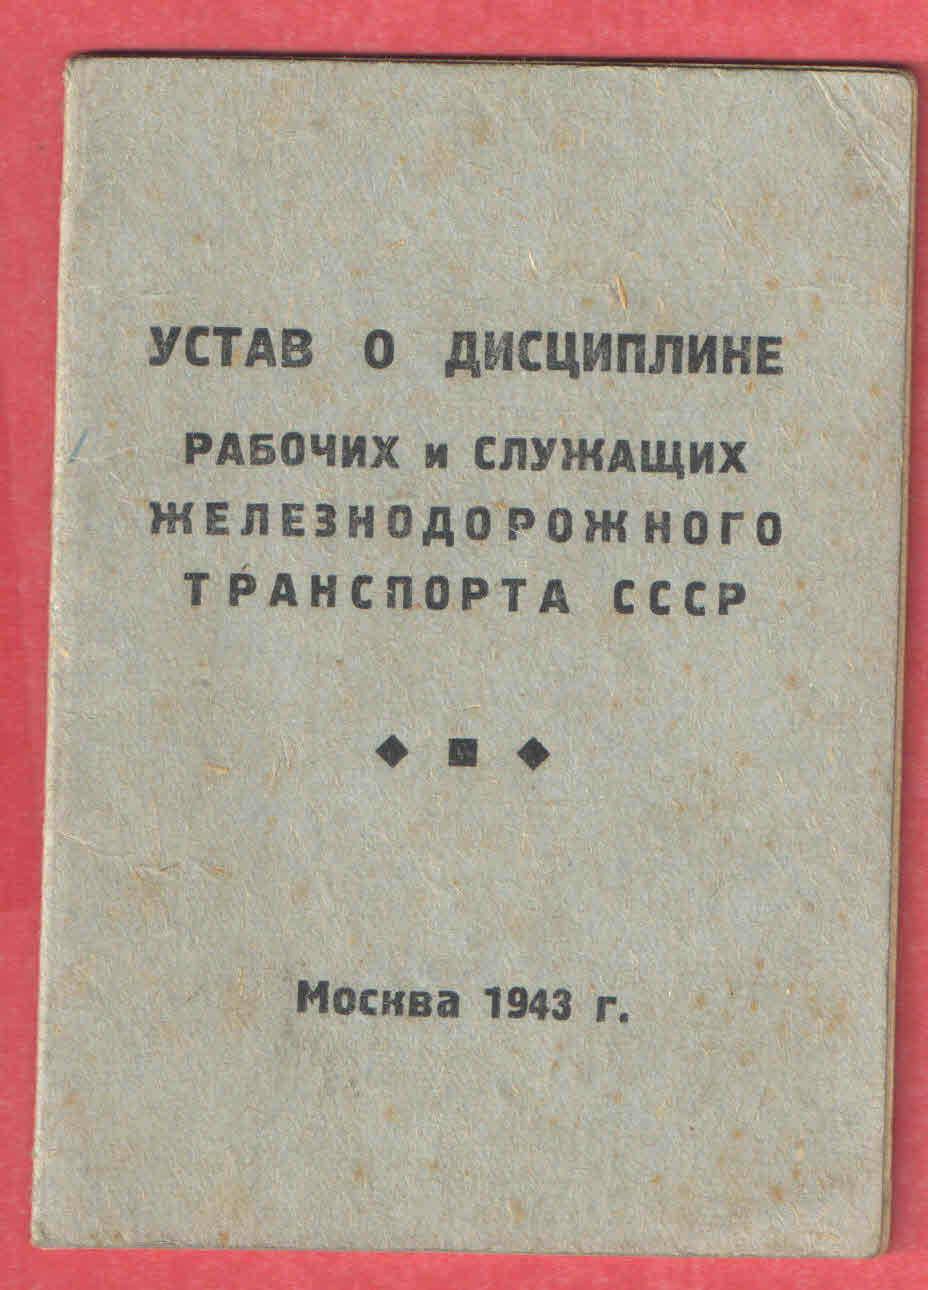 УСТАВ О ДИСЦИПЛИНЕ
РАБОЧИХ и СЛУЖАЩИХ
ЖЕЛЕЗНОДОРОЖНОГО
ТРАНСПОРТА СССР
Москва 1943 г.